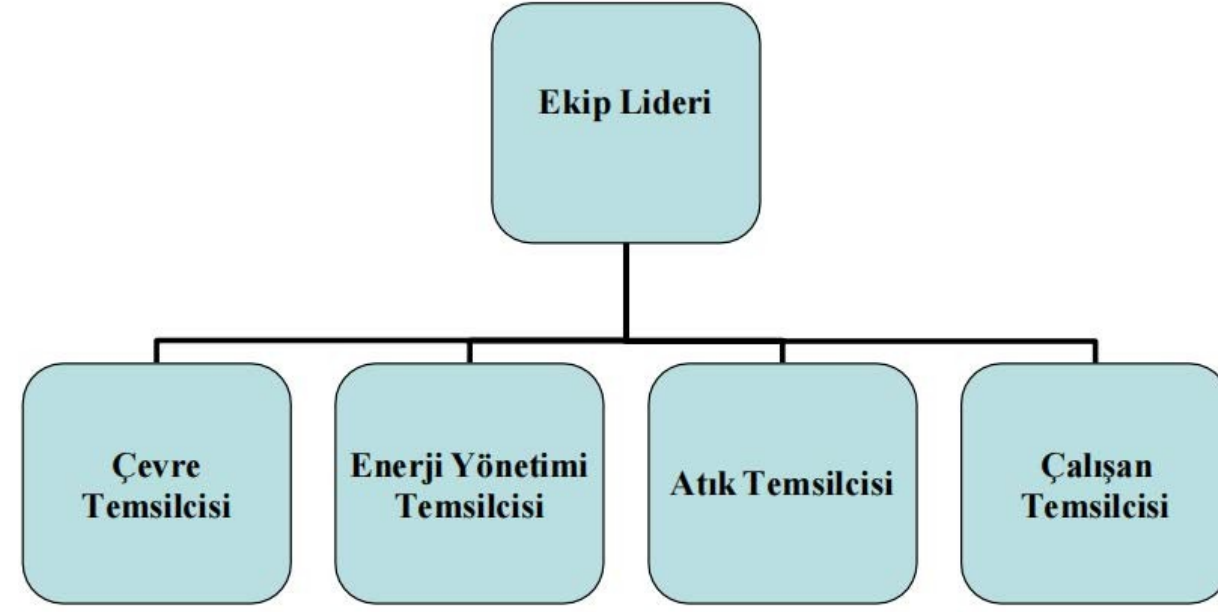 Ekip Lideri
Çevre
Temsilcisi
Enerji Yönetimi
Temsilcisi
Atık Temsilcisi
Çalışan
Temsilcisi